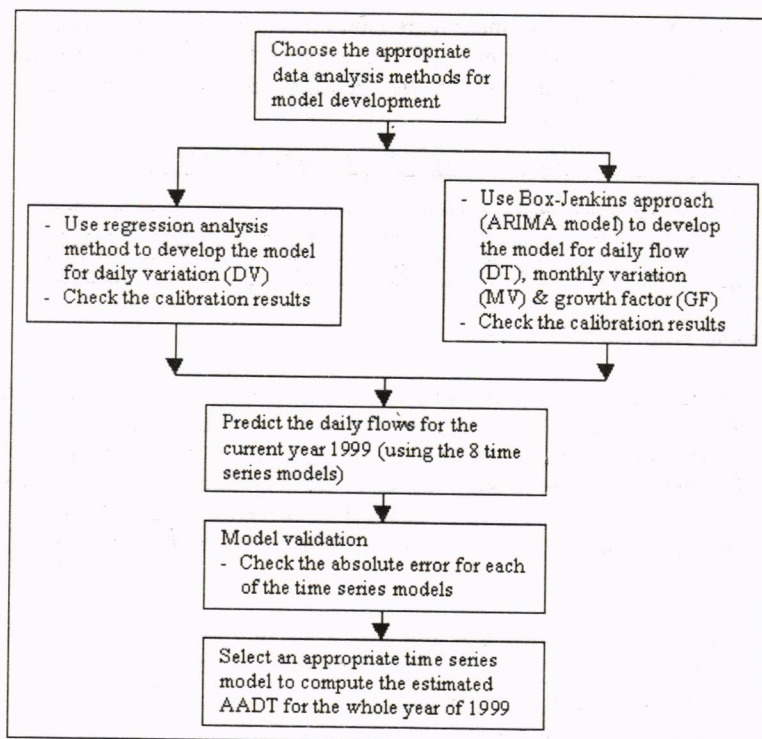 Choose the appropriate
data analysis methods for
model development
- Use regression analysis
method to develop the model
for daily variation (DV)
- Check the calibration results
- Use Box-Jenkins approach
(ARIMA model) to develop
the model for daily flow
(DT), monthly variation
(MV) & growth factor (GF)
- Check the calibration results
Predict the daily flows for the
current year 1999 (using the 8 time
series models)
Model validation
- Check the absolute error for each
of the time series models
Select an appropriate time series
model to compute the estimated
AADT for the whole year of 1999